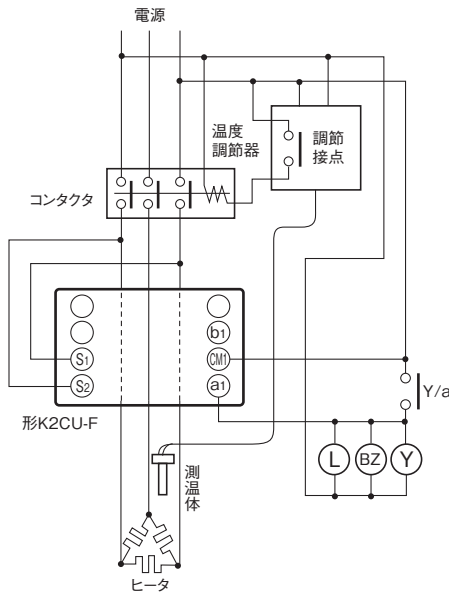 電源
温度
調節器
調節
接点
コンタクタ
b1
S1
CM1
S2
a1
Y/a
形K2CU-F
L
BZ
Y
測温体
ヒータ